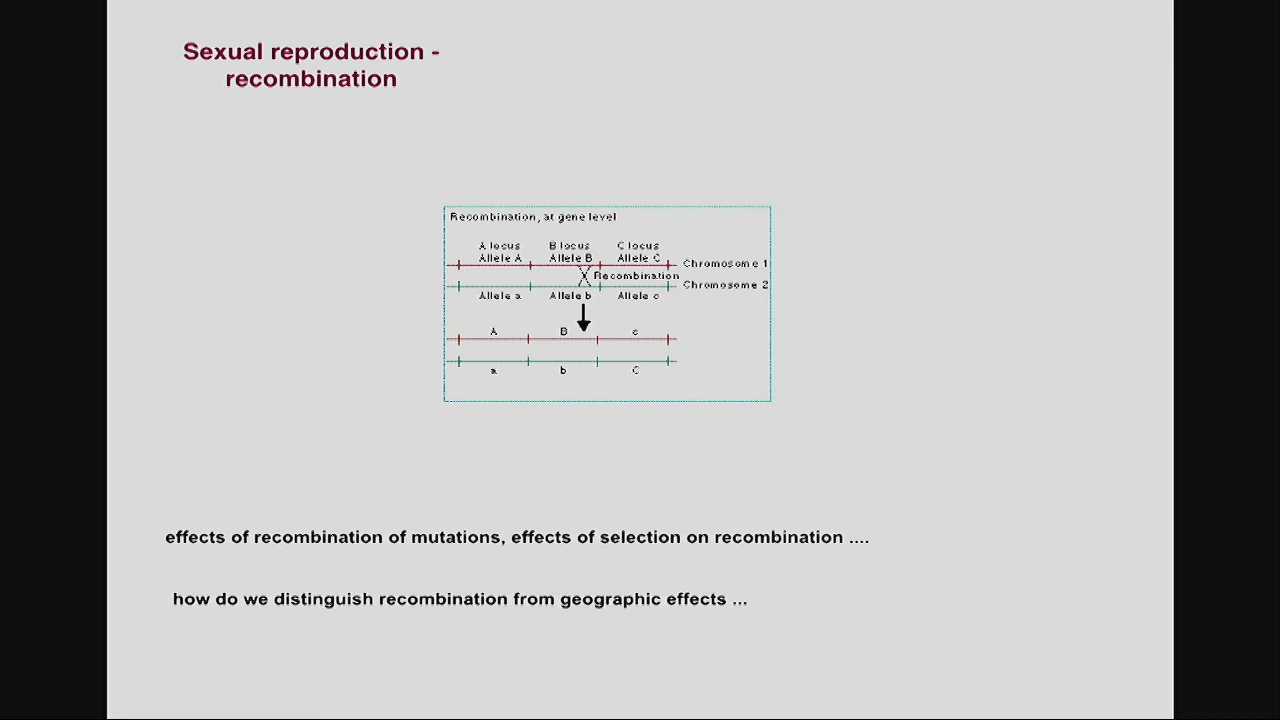 Sexual reproduction -
recombination
Recombination, at gene level
A locus B locus C locus
Allele A Allele B Allele C
Chromosome 1
Recombination
Chromosome 2
Allele a Allele b Allele c
A B c
a b C
effects of recombination of mutations, effects of selection on recombination ....
how do we distinguish recombination from geographic effects ...